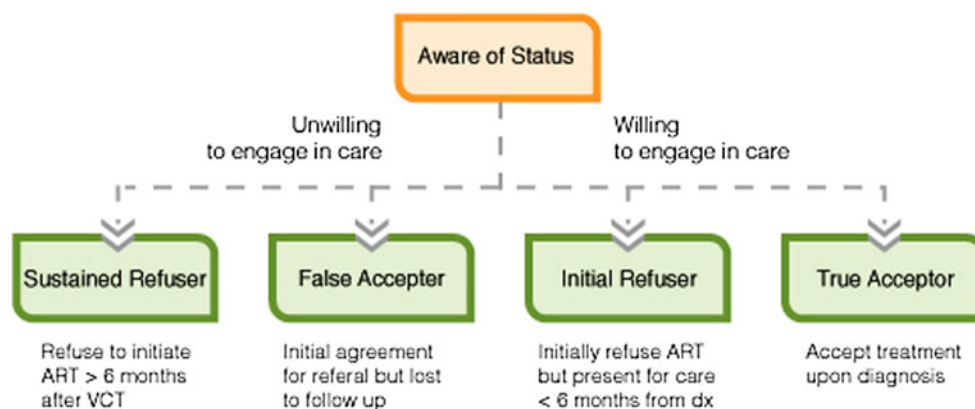 Aware of Status
Unwilling
to engage in care
Willing
to engage in care
Sustained Refuser
False Accepter
Initial Refuser
True Acceptor
Refuse to initiate
ART > 6 months
after VCT
Initial agreement
for referal but lost
to follow up
Initially refuse ART
but present for care
< 6 months from dx
Accept treatment
upon diagnosis